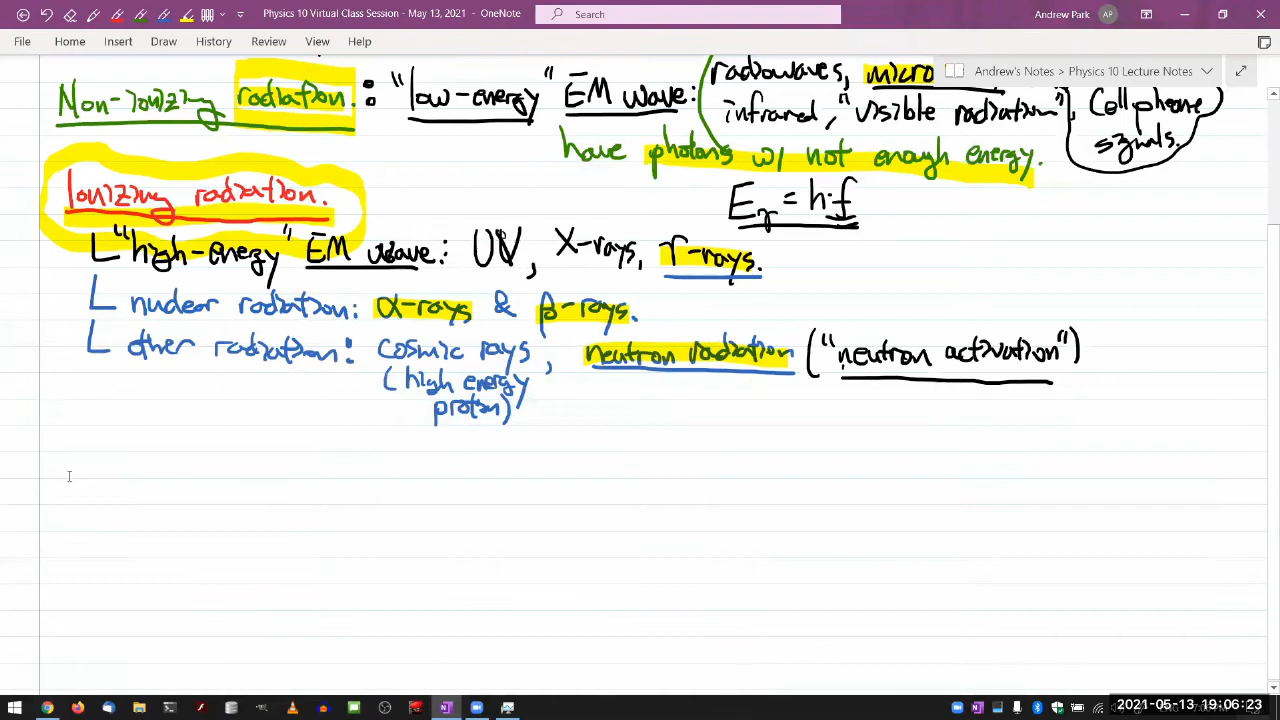 Physics 10 Virtual Class Session - May 13, 2021 - OneNote
Search
Andrew Park AP
File Home Insert Draw History Review View Help
Andrew's Notes › Physics 10 Lecture Notes
Non-ionizing radiation : "low-energy" EM wave: radiowaves, micro
infrared, "visible radiation", Cell phone signals.
have photons w/ not enough energy.
Ionizing radiation.
Eγ = h·f
"high-energy" EM wave: UV, X-rays, γ-rays.
nuclear radiation: α-rays & β-rays.
other radiation: cosmic rays, neutron radiation ("neutron activation")
(high energy
proton)
2021-05-13 19:06:23